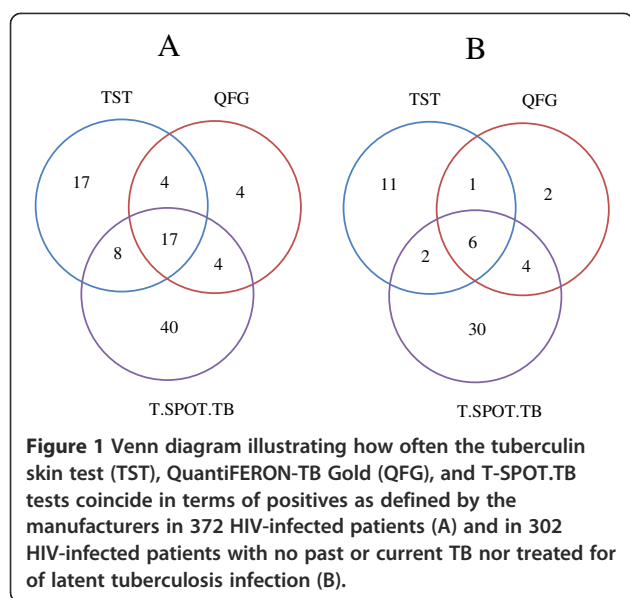 A
B
TST
QFG
TST
QFG
17
4
4
11
1
2
17
6
8
4
2
4
40
30
T.SPOT.TB
T.SPOT.TB
Figure 1 Venn diagram illustrating how often the tuberculin
skin test (TST), QuantiFERON-TB Gold (QFG), and T-SPOT.TB
tests coincide in terms of positives as defined by the
manufacturers in 372 HIV-infected patients (A) and in 302
HIV-infected patients with no past or current TB nor treated for
of latent tuberculosis infection (B).